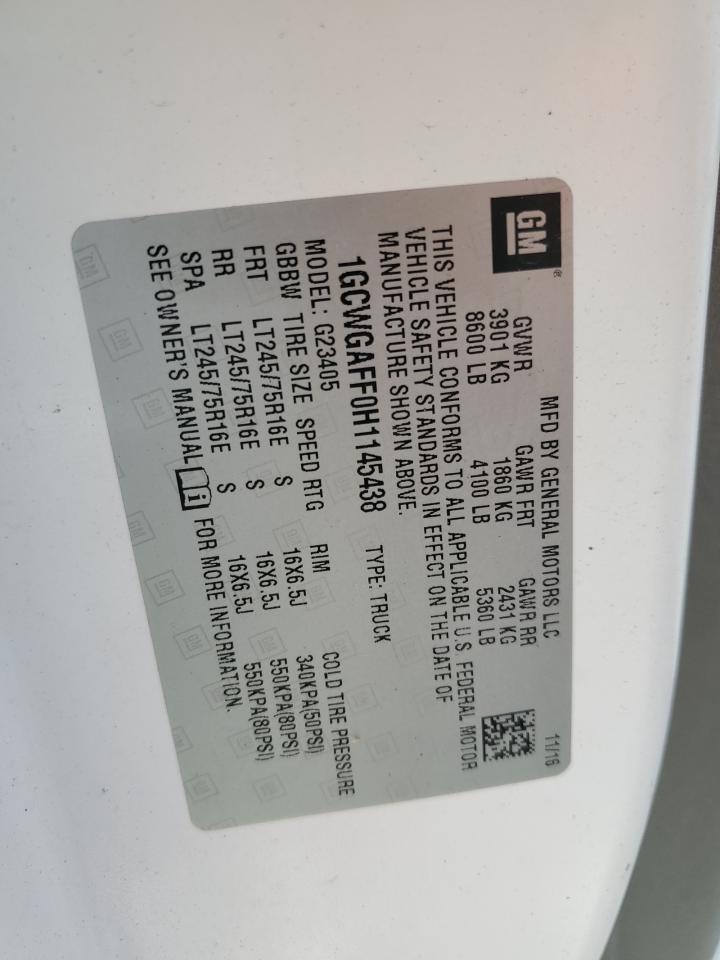 GM®
MFD BY GENERAL MOTORS LLC 11/16
GVWR GAWR FRT GAWR RR
3901 KG 1860 KG 2431 KG
8600 LB 4100 LB 5360 LB
THIS VEHICLE CONFORMS TO ALL APPLICABLE U.S. FEDERAL MOTOR
VEHICLE SAFETY STANDARDS IN EFFECT ON THE DATE OF
MANUFACTURE SHOWN ABOVE.
1GCWGAFF0H1145438 TYPE: TRUCK
MODEL: G23405
GBBW TIRE SIZE SPEED RTG RIM COLD TIRE PRESSURE
FRT LT245/75R16E S 16X6.5J 340KPA(50PSI)
RR LT245/75R16E S 16X6.5J 550KPA(80PSI)
SPA LT245/75R16E S 16X6.5J 550KPA(80PSI)
SEE OWNER'S MANUAL FOR MORE INFORMATION.